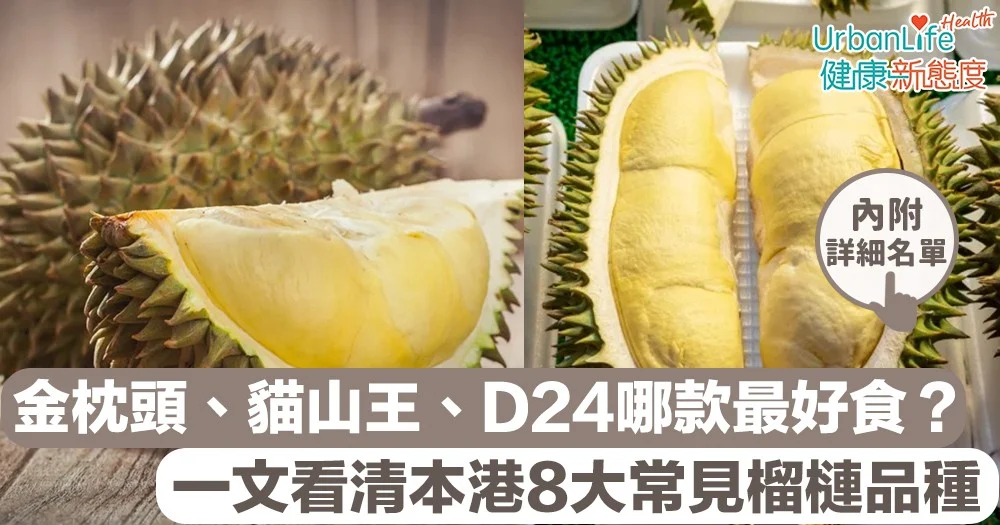 Health
UrbanLife
健康新態度
內附
詳細名單
金枕頭、貓山王、D24哪款最好食？
一文看清本港8大常見榴槤品種